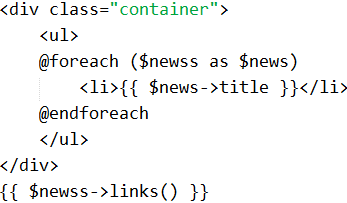 <div class="container">
    <ul>
    @foreach ($newss as $news)
        <li>{{ $news->title }}</li>
    @endforeach
    </ul>
</div>
{{ $newss->links() }}